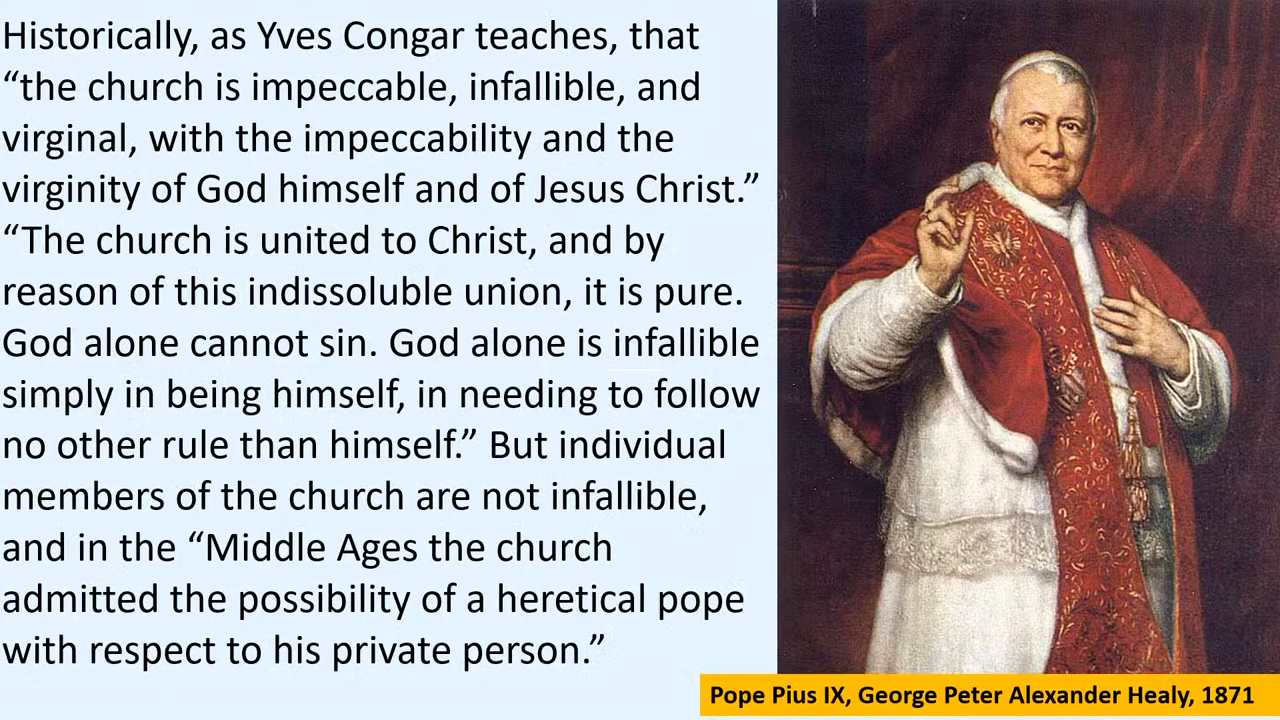 Historically, as Yves Congar teaches, that
“the church is impeccable, infallible, and
virginal, with the impeccability and the
virginity of God himself and of Jesus Christ.”
“The church is united to Christ, and by
reason of this indissoluble union, it is pure.
God alone cannot sin. God alone is infallible
simply in being himself, in needing to follow
no other rule than himself.” But individual
members of the church are not infallible,
and in the “Middle Ages the church
admitted the possibility of a heretical pope
with respect to his private person.”
Pope Pius IX, George Peter Alexander Healy, 1871